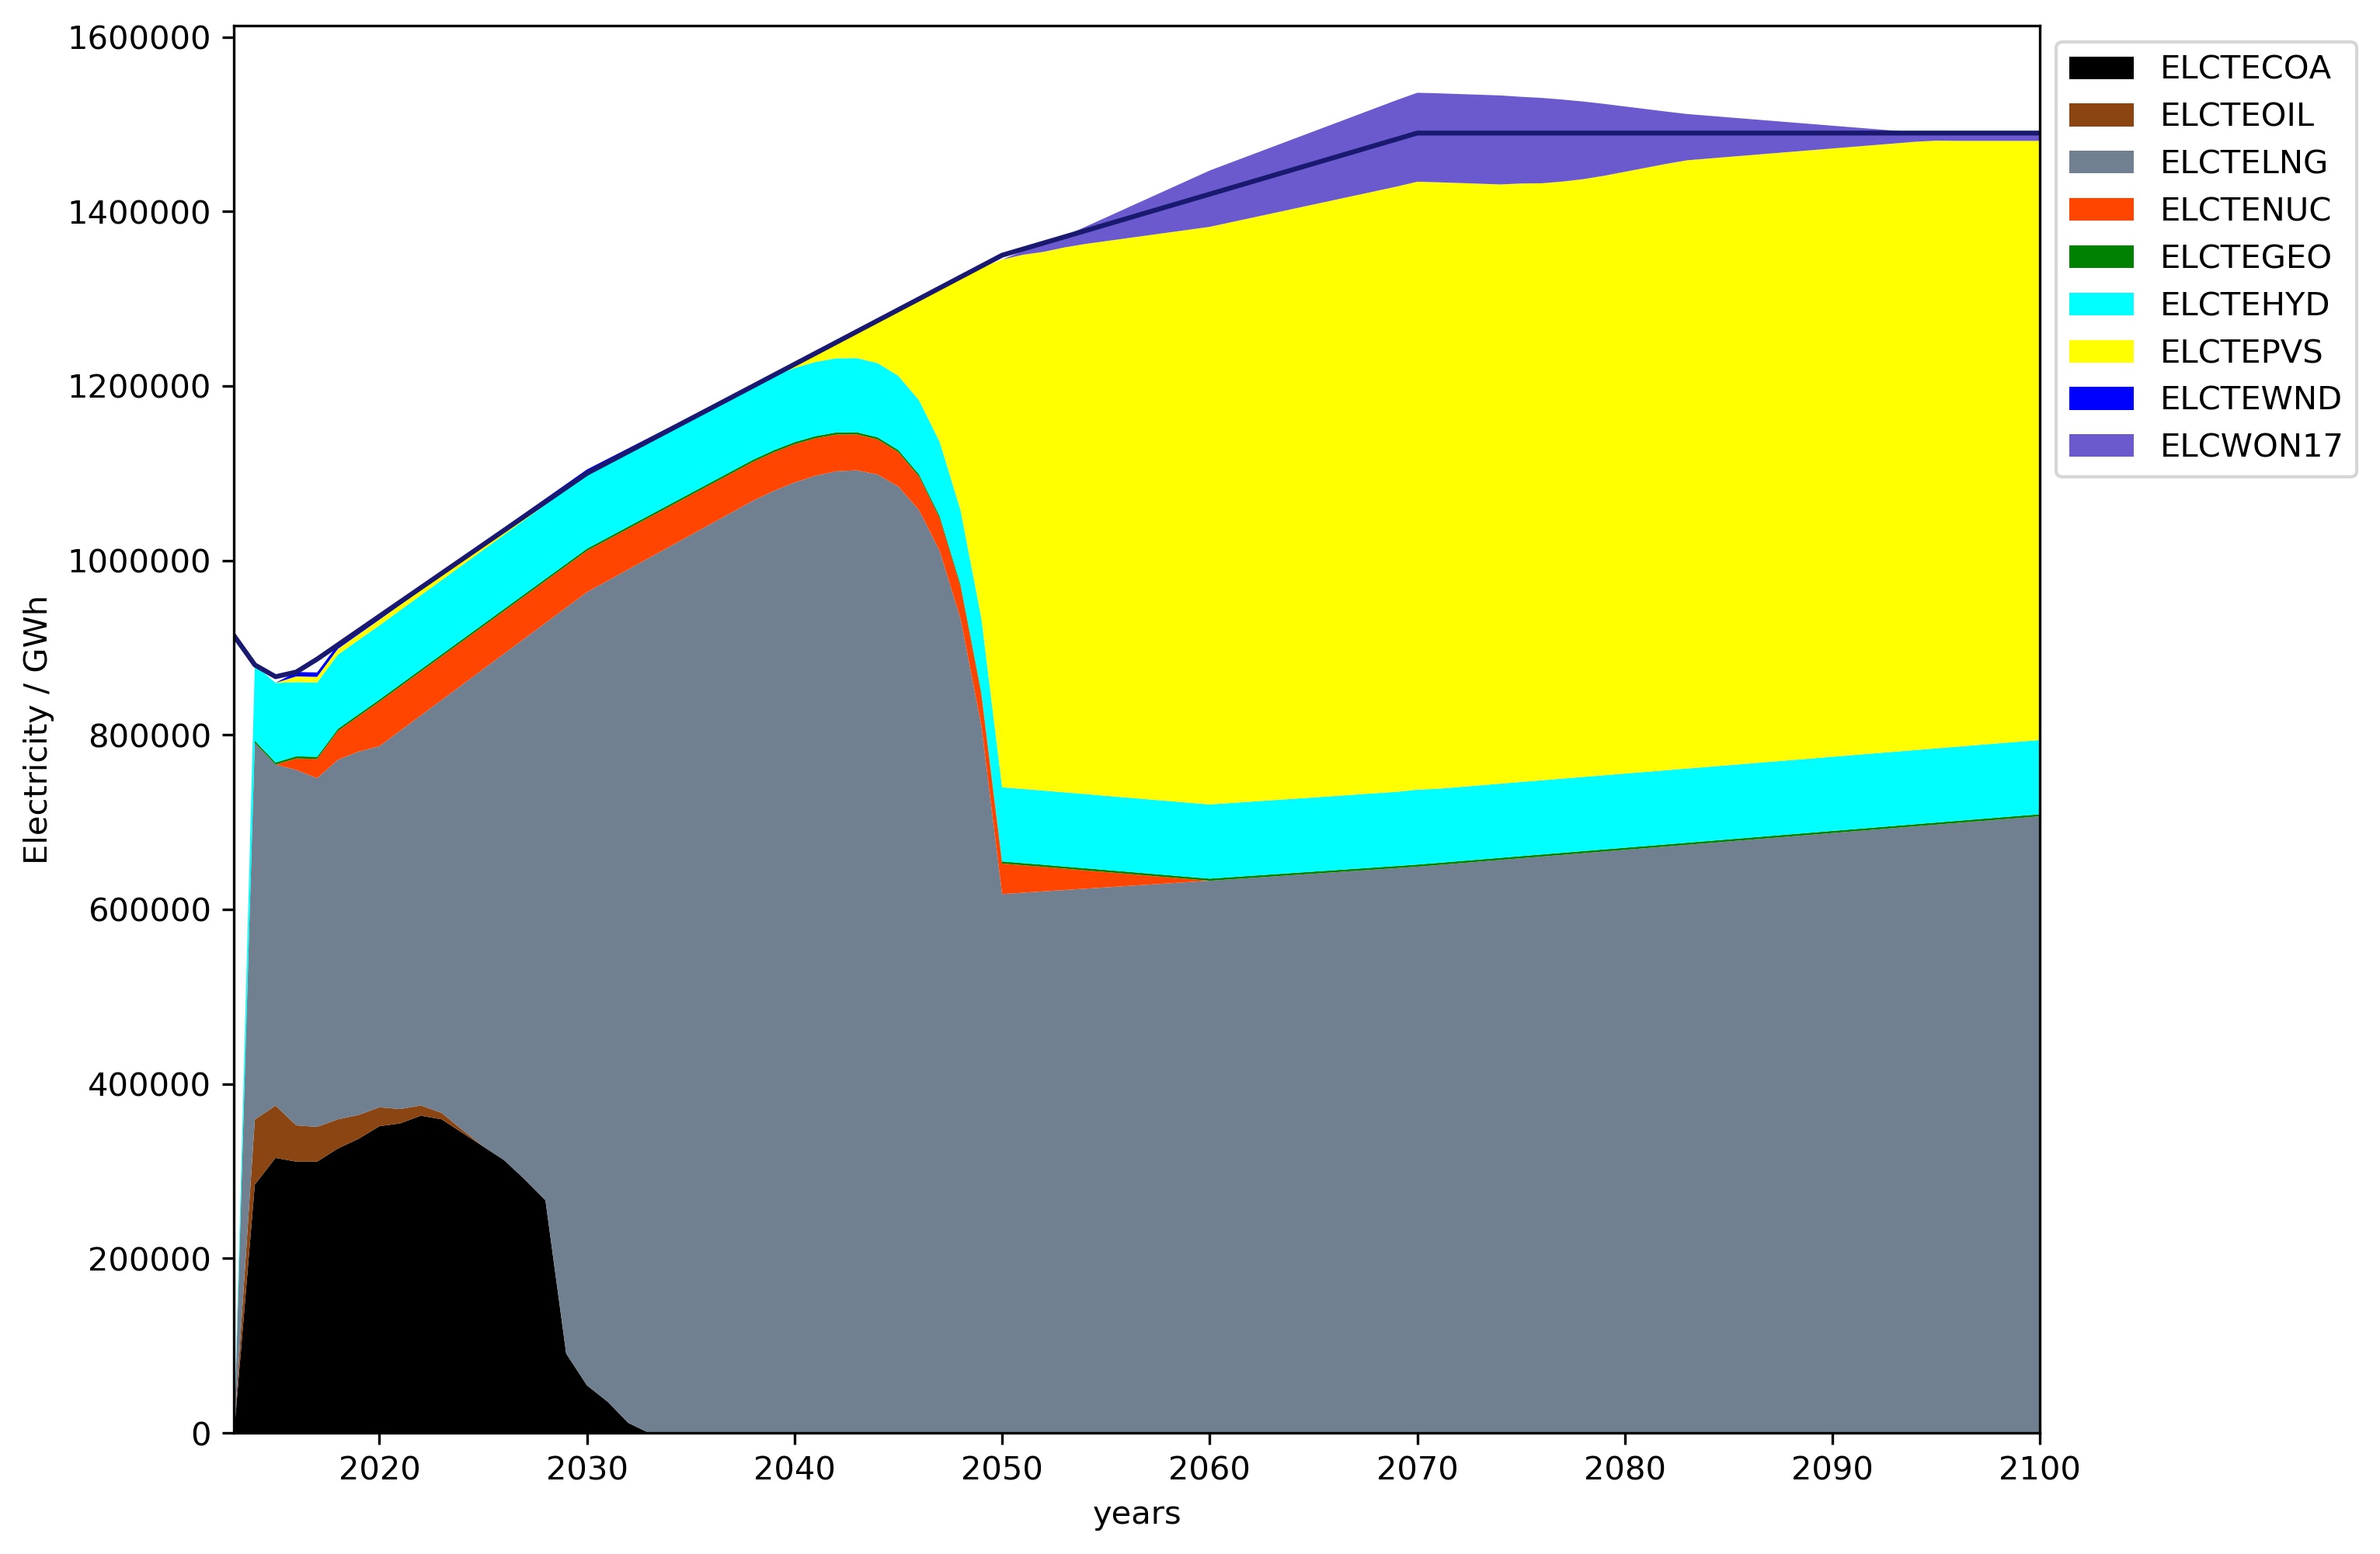 1600000
1400000
1200000
1000000
800000
600000
400000
200000
0
Electricity / GWh
2020 2030 2040 2050 2060 2070 2080 2090 2100
years
ELCTECOA
ELCTEOIL
ELCTELNG
ELCTENUC
ELCTEGEO
ELCTEHYD
ELCTEPVS
ELCTEWND
ELCWON17